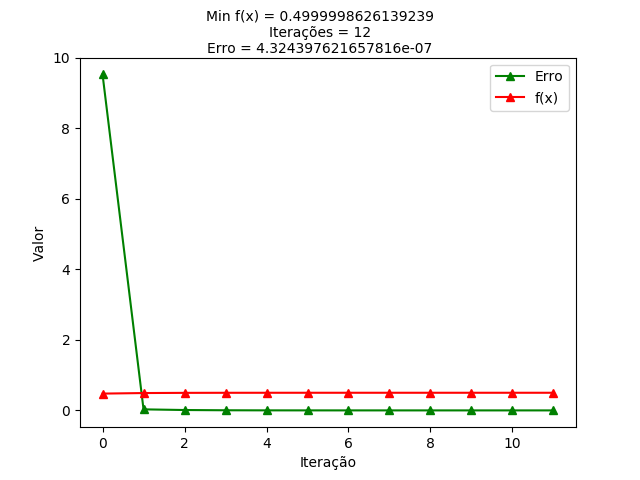 Min f(x) = 0.4999998626139239
Iterações = 12
Erro = 4.324397621657816e-07
Erro
f(x)
Valor
10
8
6
4
2
0
0 2 4 6 8 10
Iteração